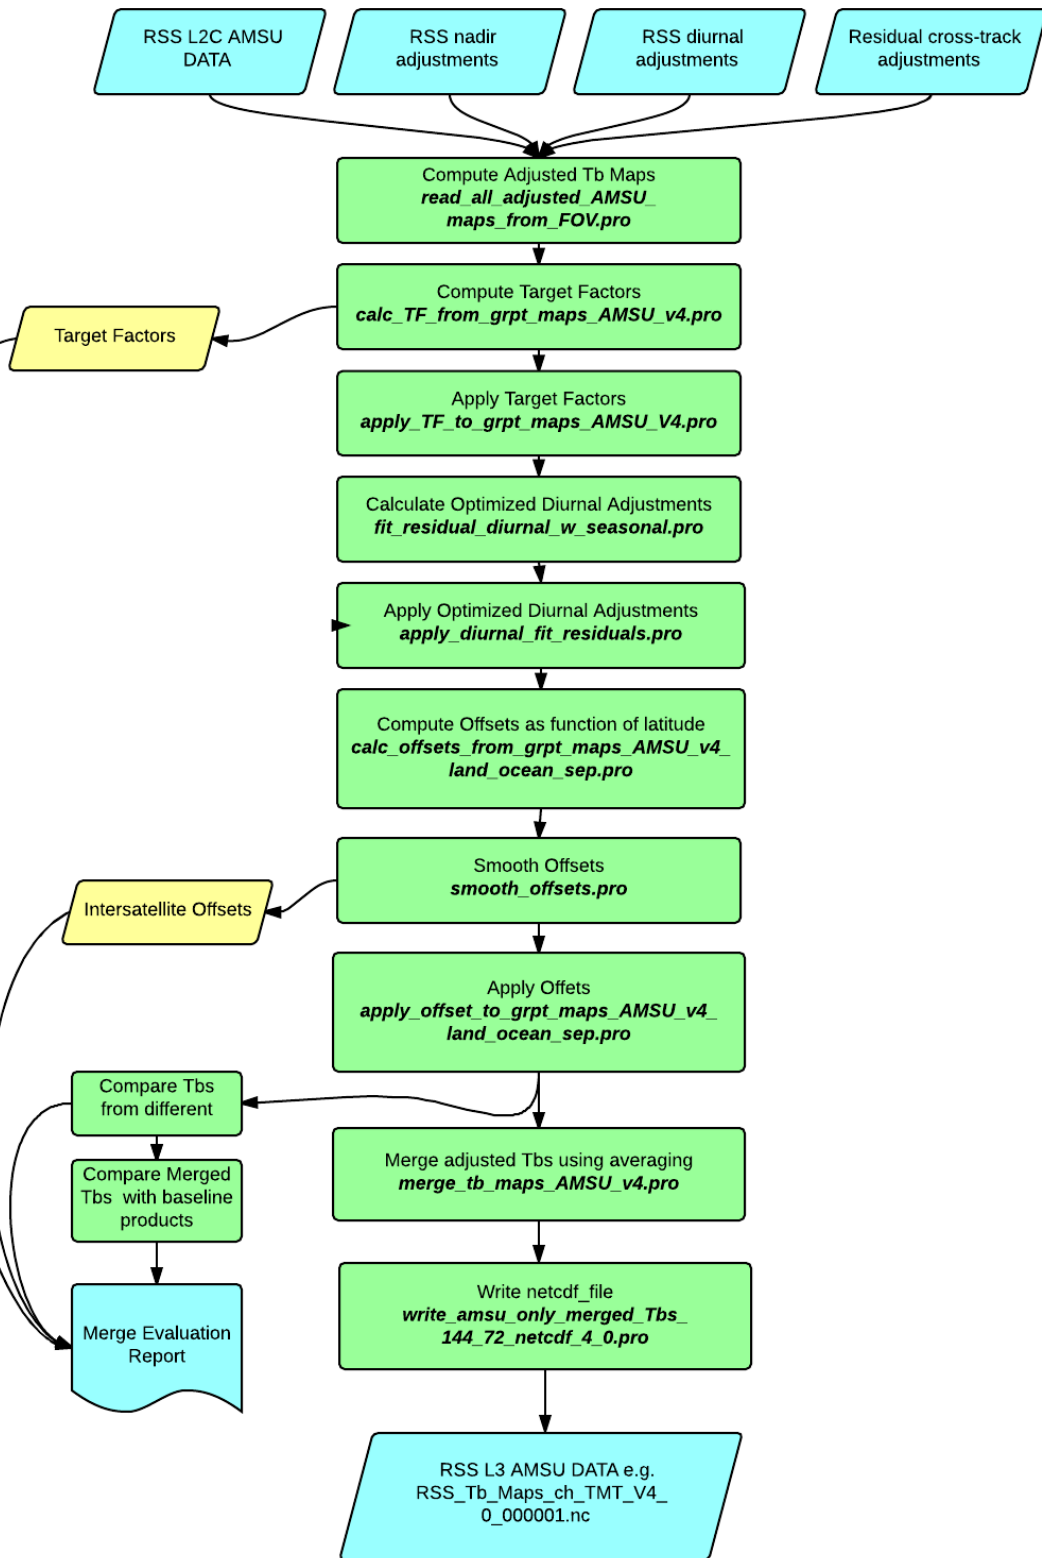 RSS L2C AMSU
DATA
RSS nadir
adjustments
RSS diurnal
adjustments
Residual cross-track
adjustments
Compute Adjusted Tb Maps
read_all_adjusted_AMSU_
maps_from_FOV.pro
Compute Target Factors
calc_TF_from_grpt_maps_AMSU_v4.pro
Target Factors
Apply Target Factors
apply_TF_to_grpt_maps_AMSU_V4.pro
Calculate Optimized Diurnal Adjustments
fit_residual_diurnal_w_seasonal.pro
Apply Optimized Diurnal Adjustments
apply_diurnal_fit_residuals.pro
Compute Offsets as function of latitude
calc_offsets_from_grpt_maps_AMSU_v4_
land_ocean_sep.pro
Smooth Offsets
smooth_offsets.pro
Intersatellite Offsets
Apply Offets
apply_offset_to_grpt_maps_AMSU_v4_
land_ocean_sep.pro
Compare Tbs
from different
Merge adjusted Tbs using averaging
merge_tb_maps_AMSU_v4.pro
Compare Merged
Tbs with baseline
products
Write netcdf_file
write_amsu_only_merged_Tbs_
144_72_netcdf_4_0.pro
Merge Evaluation
Report
RSS L3 AMSU DATA e.g.
RSS_Tb_Maps_ch_TMT_V4_
0_000001.nc